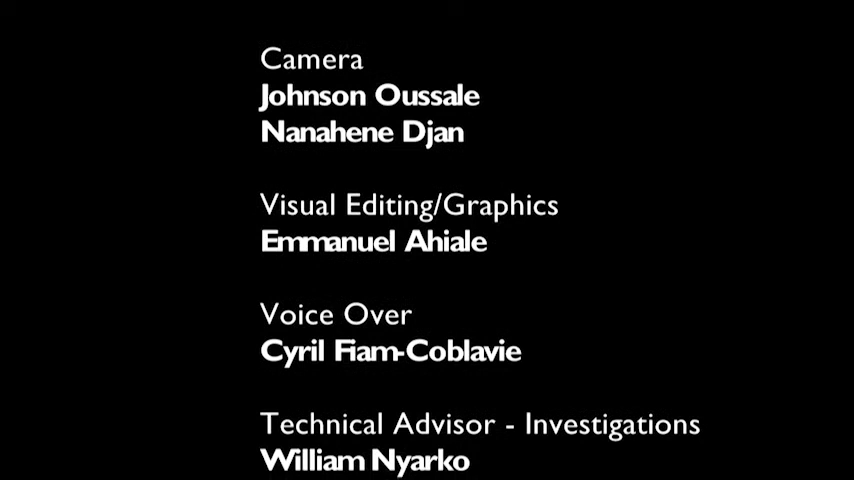 Camera
Johnson Oussale
Nanahene Djan
Visual Editing/Graphics
Emmanuel Ahiale
Voice Over
Cyril Fiam-Coblavie
Technical Advisor - Investigations
William Nyarko